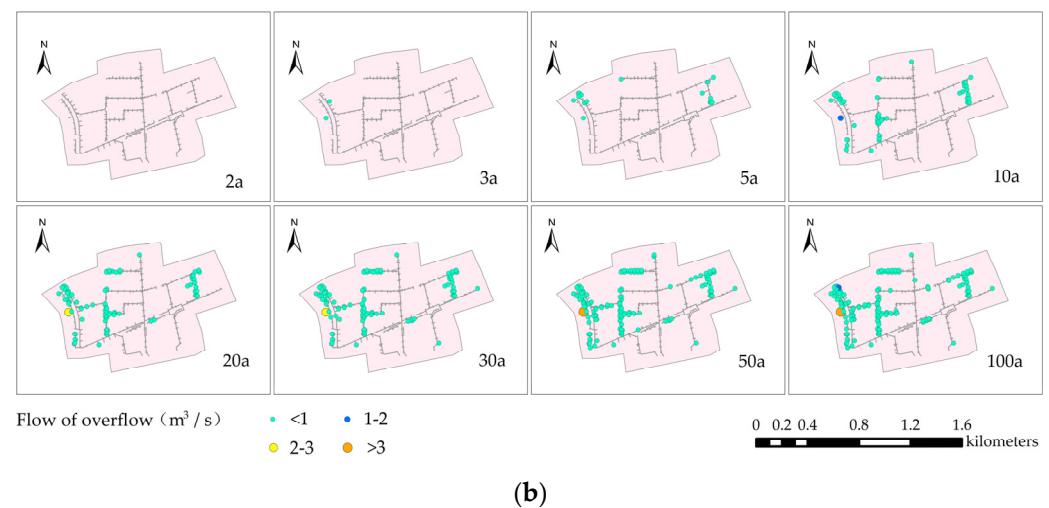 N
N
N
N
2a
3a
5a
10a
N
N
N
N
20a
30a
50a
100a
Flow of overflow（m³ / s） <1 1-2
2-3 >3
0 0.2 0.4 0.8 1.2 1.6
kilometers
(b)